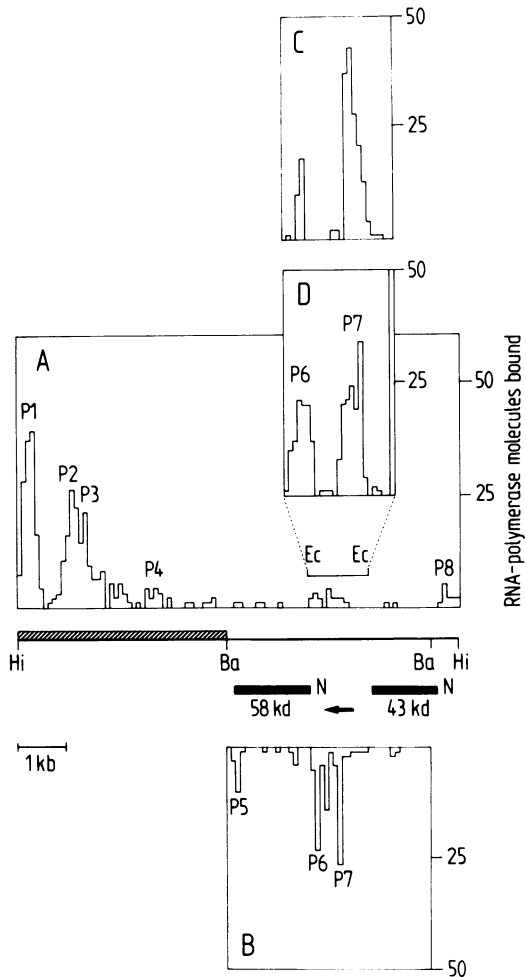 C
50
25
D
50
25
P6
P7
A
P1
P2
P3
P4
P8
50
25
RNA-polymerase molecules bound
Ec
Ec
Hi
Ba
Ba
Hi
N
N
58 kd
43 kd
1 kb
P5
P6
P7
25
B
50